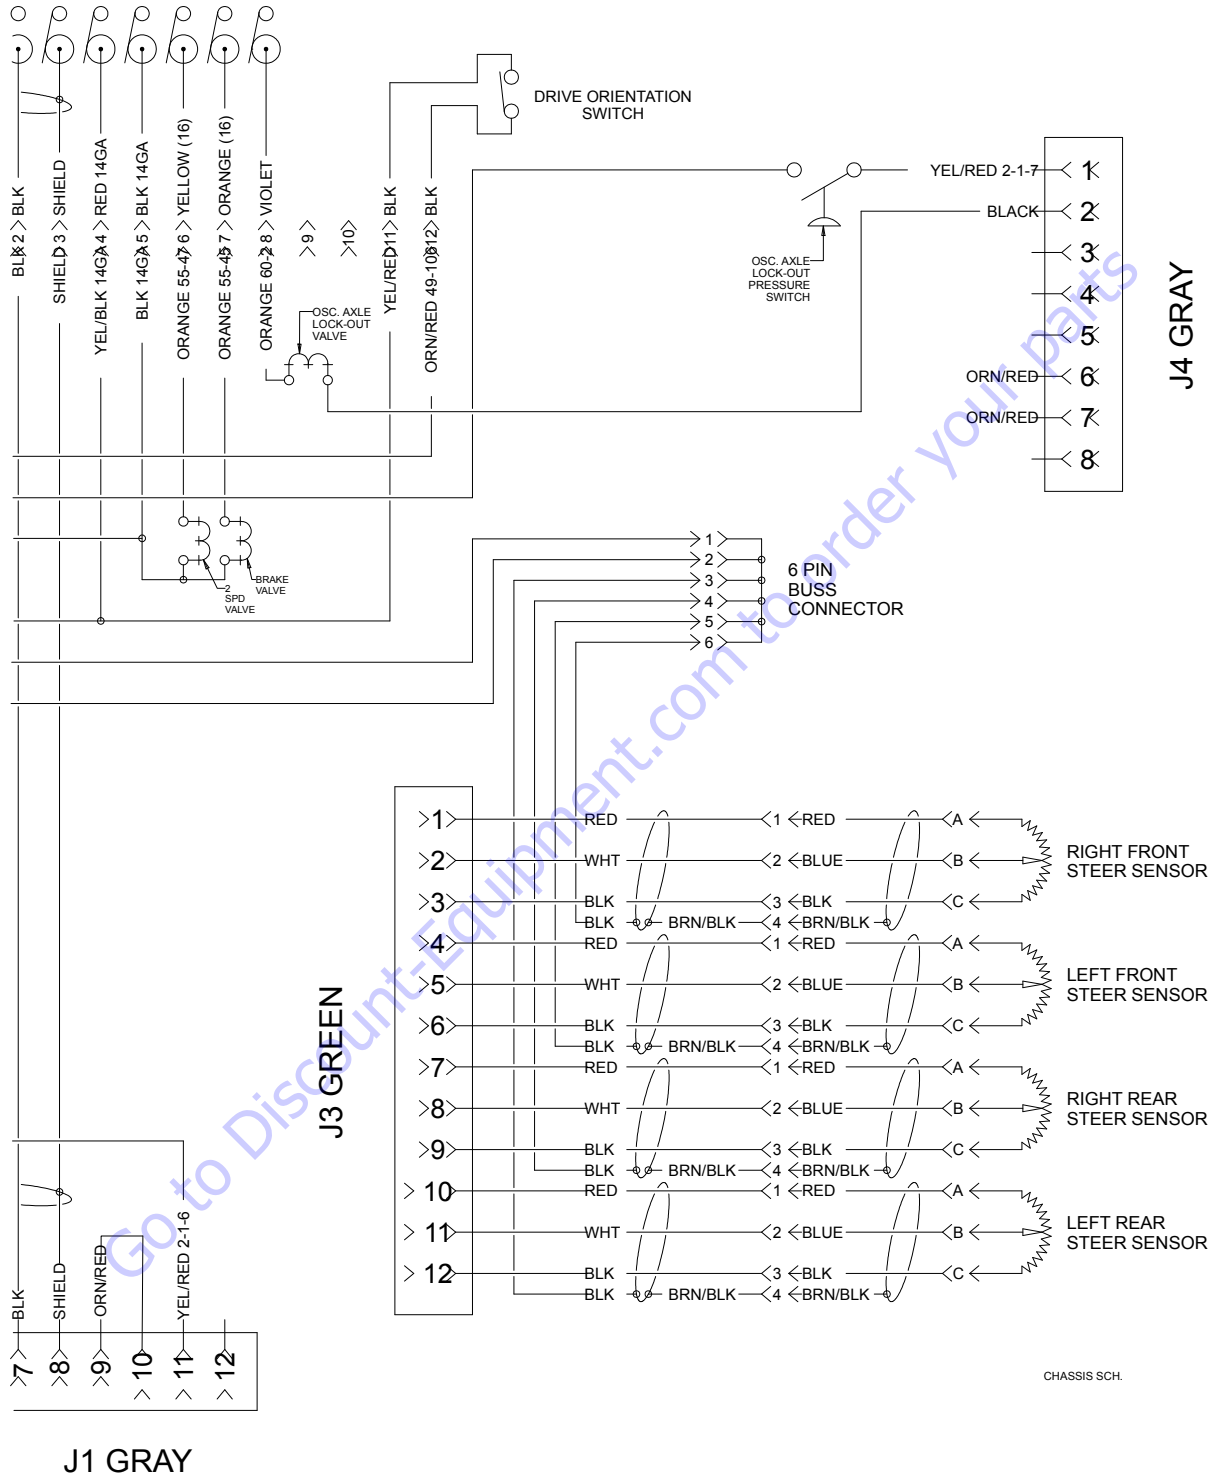 DRIVE ORIENTATION
SWITCH
BLK 2 BLK
SHIELD 3 SHIELD
YEL/BLK 14GA 4 RED 14GA
BLK 14GA 5 BLK 14GA
ORANGE 55-47 6 YELLOW (16)
ORANGE 55-45 7 ORANGE (16)
ORANGE 60-2 8 VIOLET
9
10
YEL/RED 11 BLK
ORN/RED 49-106 12 BLK
OSC. AXLE
LOCK-OUT
VALVE
OSC. AXLE
LOCK-OUT
PRESSURE
SWITCH
YEL/RED 2-1-7 1
BLACK 2
3
4
5
ORN/RED 6
ORN/RED 7
8
J4 GRAY
2
SPD
VALVE
BRAKE
VALVE
1
2
3
4
5
6
6 PIN
BUSS
CONNECTOR
J3 GREEN
1 RED 1 RED A
2 WHT 2 BLUE B
3 BLK 3 BLK C
BLK BRN/BLK 4 BRN/BLK
RIGHT FRONT
STEER SENSOR
4 RED 1 RED A
5 WHT 2 BLUE B
6 BLK 3 BLK C
BLK BRN/BLK 4 BRN/BLK
LEFT FRONT
STEER SENSOR
7 RED 1 RED A
8 WHT 2 BLUE B
9 BLK 3 BLK C
BLK BRN/BLK 4 BRN/BLK
RIGHT REAR
STEER SENSOR
10 RED 1 RED A
11 WHT 2 BLUE B
12 BLK 3 BLK C
BLK BRN/BLK 4 BRN/BLK
LEFT REAR
STEER SENSOR
BLK
SHIELD
ORN/RED
YEL/RED 2-1-6
7
8
9
10
11
12
J1 GRAY
CHASSIS SCH.
Go to Discount-Equipment.com to order your parts